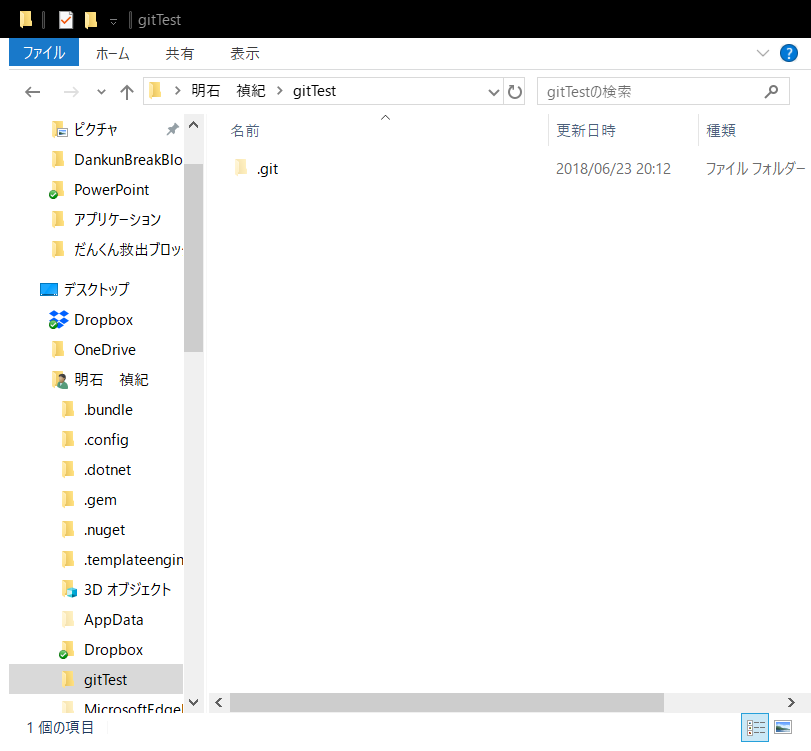 gitTest
ファイル ホーム 共有 表示
明石　禎紀 gitTest gitTestの検索
名前 更新日時 種類
.git 2018/06/23 20:12 ファイル フォルダー
ピクチャ
DankunBreakBlo
PowerPoint
アプリケーション
だんくん救出ブロッ
デスクトップ
Dropbox
OneDrive
明石　禎紀
.bundle
.config
.dotnet
.gem
.nuget
.templateengin
3D オブジェクト
AppData
Dropbox
gitTest
MicrosoftEdge
1 個の項目